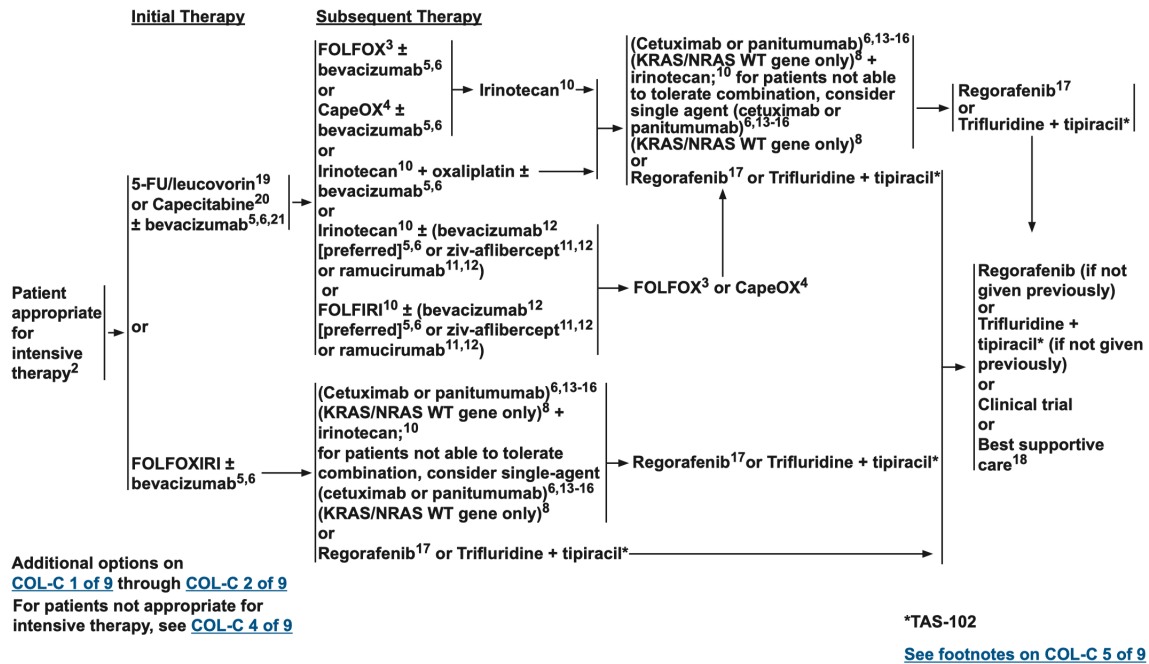 Initial Therapy
Subsequent Therapy
Patient
appropriate
for
intensive
therapy2
5-FU/leucovorin19
or Capecitabine20
± bevacizumab5,6,21
or
FOLFOXIRI ±
bevacizumab5,6
FOLFOX3 ±
bevacizumab5,6
or
CapeOX4 ±
bevacizumab5,6
or
Irinotecan10 + oxaliplatin ±
bevacizumab5,6
or
Irinotecan10 ± (bevacizumab12
[preferred]5,6 or ziv-aflibercept11,12
or ramucirumab11,12)
or
FOLFIRI10 ± (bevacizumab12
[preferred]5,6 or ziv-aflibercept11,12
or ramucirumab11,12)
Irinotecan10
FOLFOX3 or CapeOX4
(Cetuximab or panitumumab)6,13-16
(KRAS/NRAS WT gene only)8 +
irinotecan;10 for patients not able
to tolerate combination, consider
single agent (cetuximab or
panitumumab)6,13-16
(KRAS/NRAS WT gene only)8
or
Regorafenib17 or Trifluridine + tipiracil*
Regorafenib17
or
Trifluridine + tipiracil*
(Cetuximab or panitumumab)6,13-16
(KRAS/NRAS WT gene only)8 +
irinotecan;10
for patients not able to tolerate
combination, consider single-agent
(cetuximab or panitumumab)6,13-16
(KRAS/NRAS WT gene only)8
or
Regorafenib17 or Trifluridine + tipiracil*
Regorafenib17or Trifluridine + tipiracil*
Regorafenib (if not
given previously)
or
Trifluridine +
tipiracil* (if not given
previously)
or
Clinical trial
or
Best supportive
care18
Additional options on
COL-C 1 of 9 through COL-C 2 of 9
For patients not appropriate for
intensive therapy, see COL-C 4 of 9
*TAS-102
See footnotes on COL-C 5 of 9